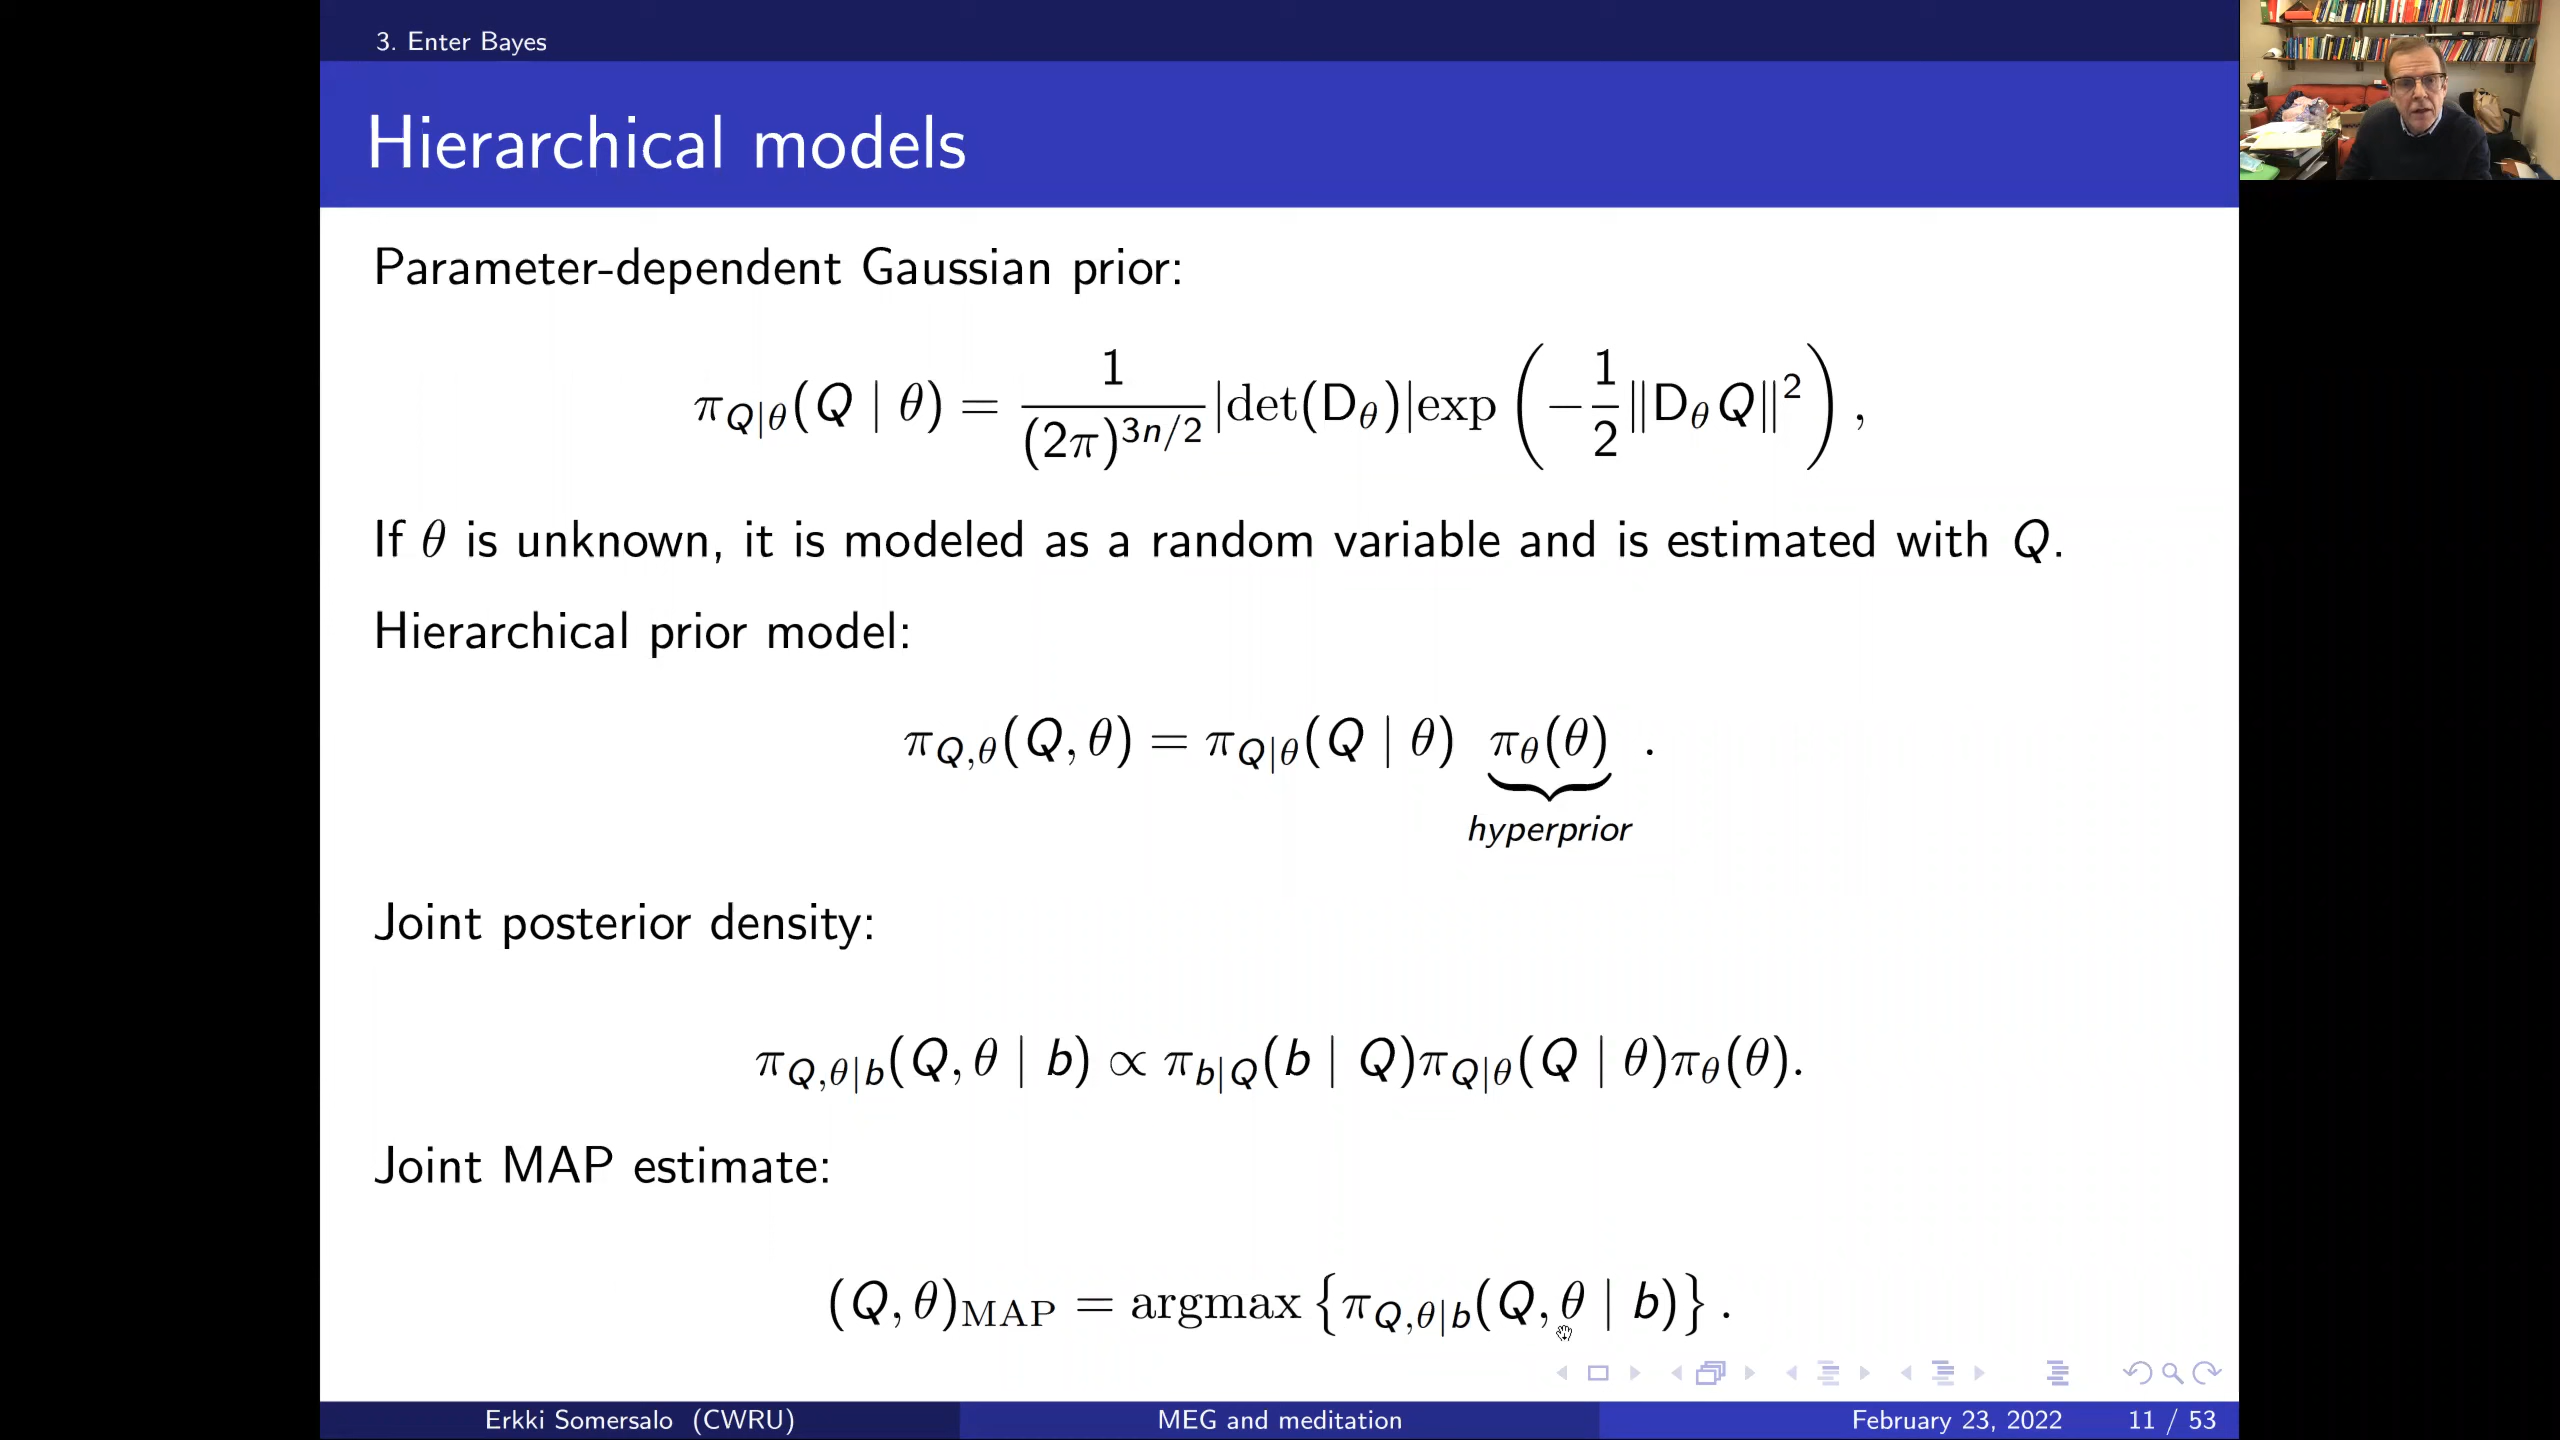 3. Enter Bayes
Hierarchical models
Parameter-dependent Gaussian prior:
π_{Q|θ}(Q | θ) = \frac{1}{(2π)^{3n/2}} |det(D_θ)| exp(−\frac{1}{2}‖D_θ Q‖²),
If θ is unknown, it is modeled as a random variable and is estimated with Q.
Hierarchical prior model:
π_{Q,θ}(Q, θ) = π_{Q|θ}(Q | θ) π_θ(θ) .
hyperprior
Joint posterior density:
π_{Q,θ|b}(Q, θ | b) ∝ π_{b|Q}(b | Q)π_{Q|θ}(Q | θ)π_θ(θ).
Joint MAP estimate:
(Q, θ)_{MAP} = argmax {π_{Q,θ|b}(Q, θ | b)} .
Erkki Somersalo (CWRU) MEG and meditation February 23, 2022 11 / 53